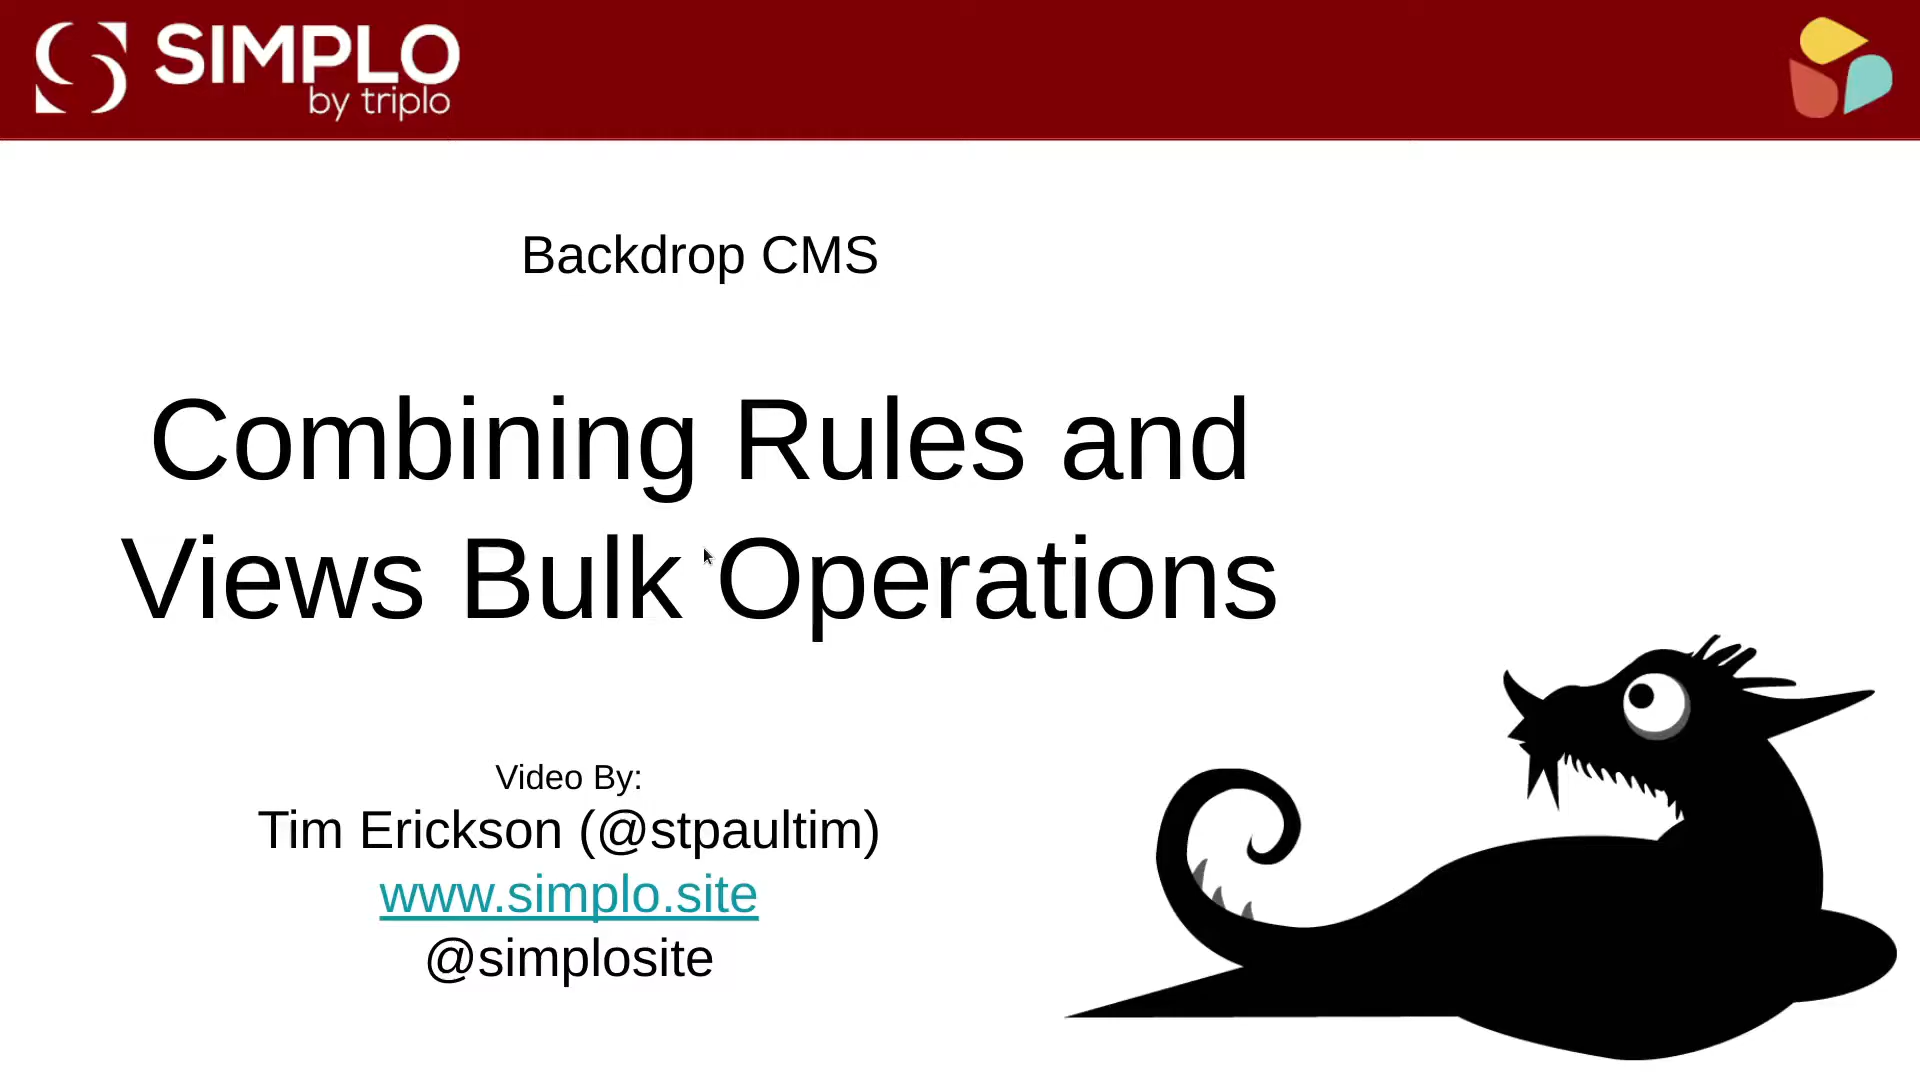 SIMPLO
by triplo
Backdrop CMS
Combining Rules and
Views Bulk Operations
Video By:
Tim Erickson (@stpaultim)
www.simplo.site
@simplosite